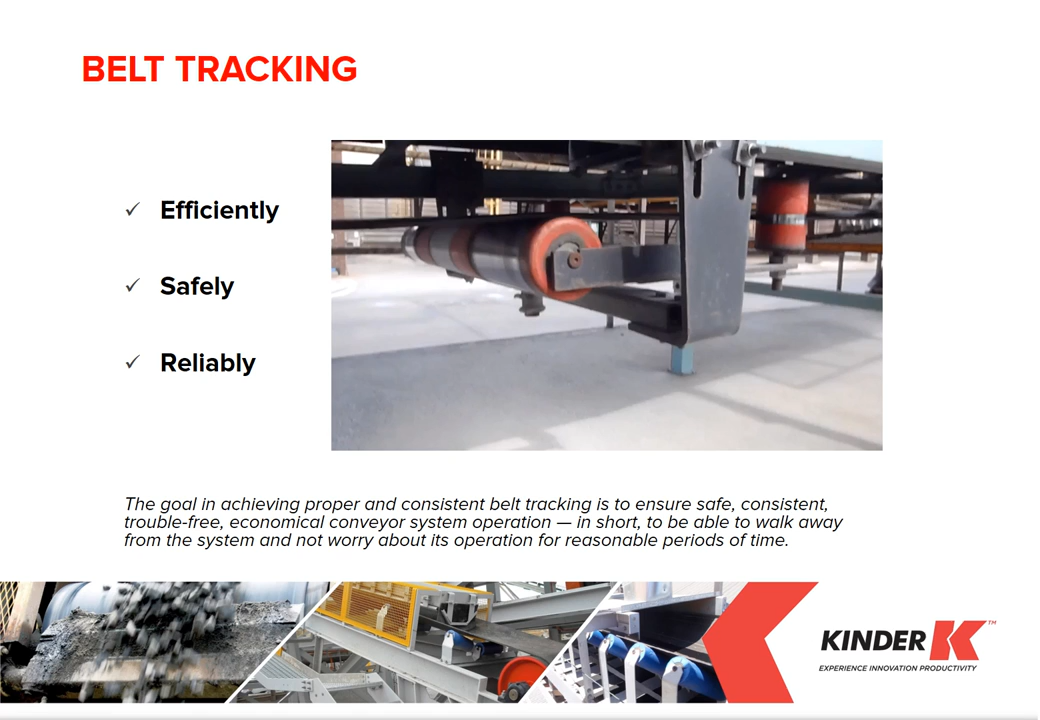 BELT TRACKING
✓ Efficiently
✓ Safely
✓ Reliably
The goal in achieving proper and consistent belt tracking is to ensure safe, consistent,
trouble-free, economical conveyor system operation — in short, to be able to walk away
from the system and not worry about its operation for reasonable periods of time.
KINDER K™
EXPERIENCE INNOVATION PRODUCTIVITY